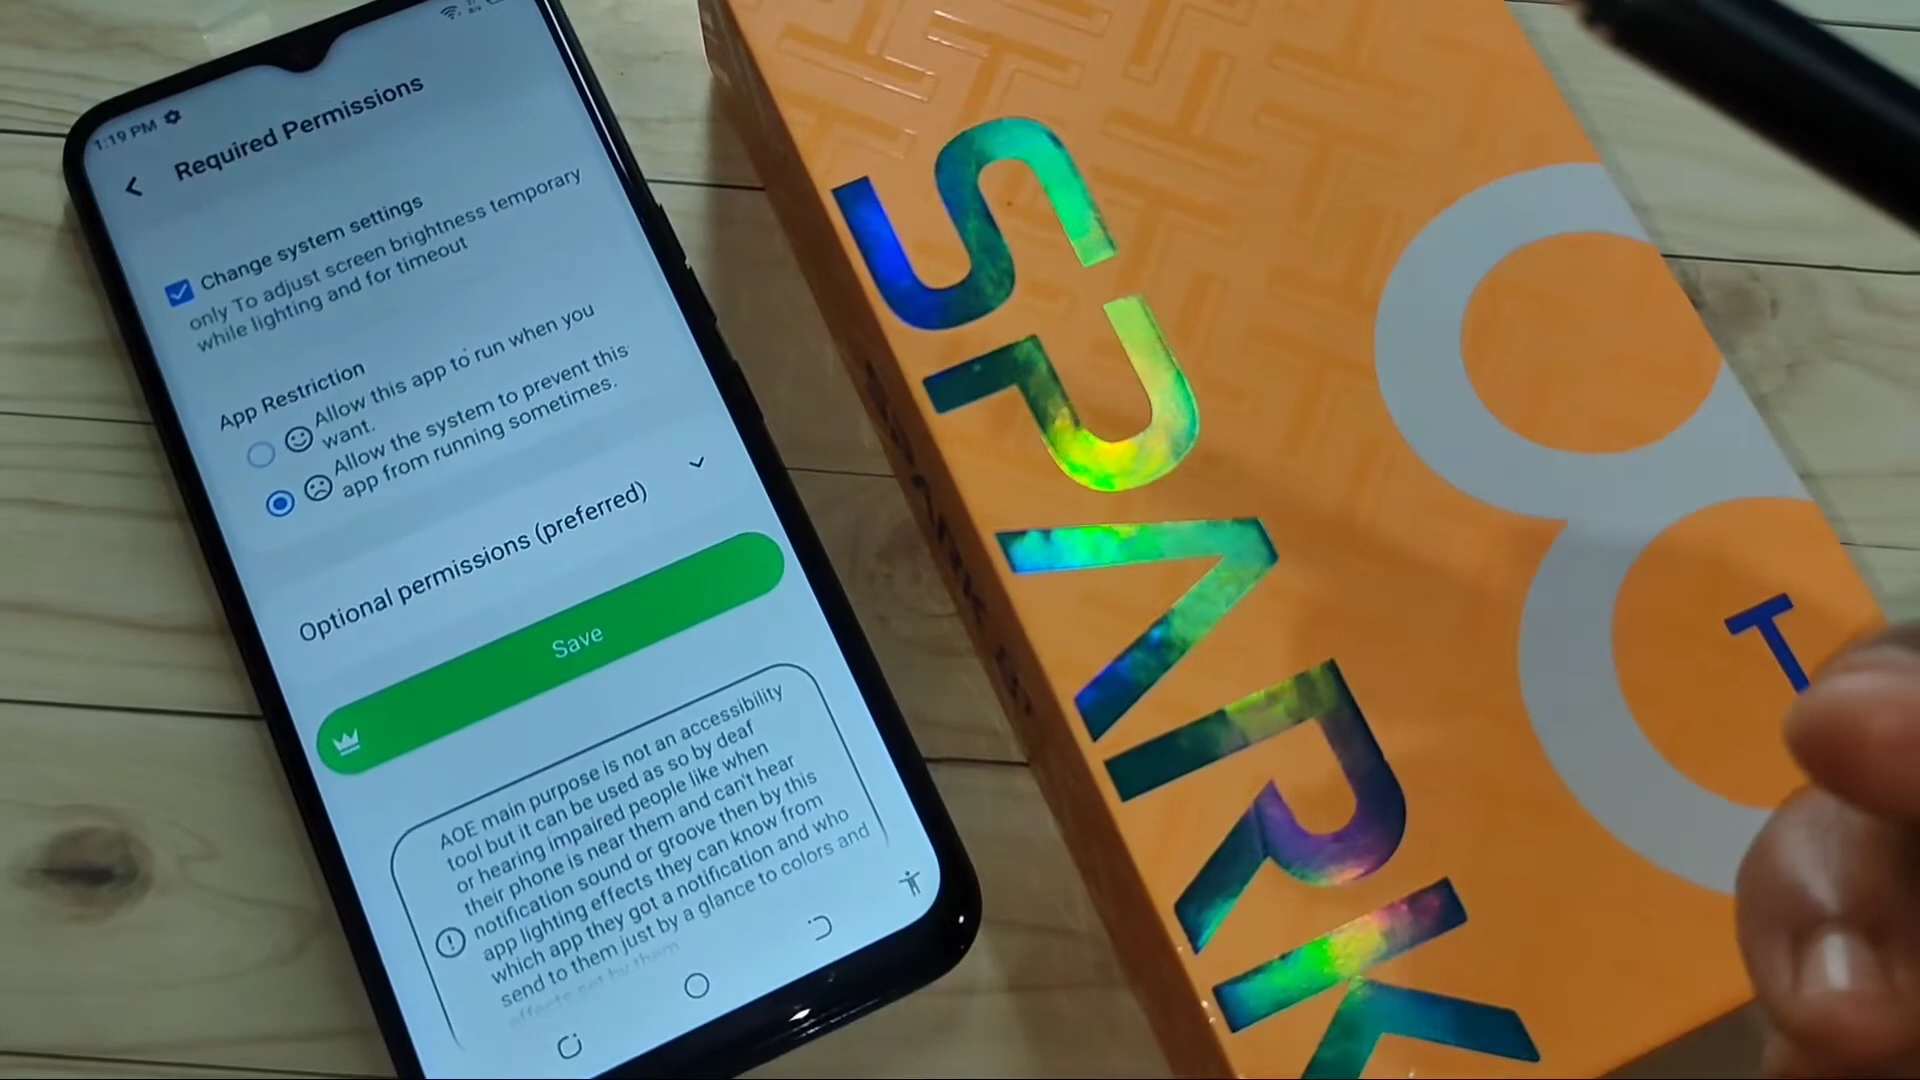 1:19 PM
Required Permissions
Change system settings
only To adjust screen brightness temporary
while lighting and for timeout
App Restriction
Allow this app to run when you
want.
Allow the system to prevent this
app from running sometimes.
Optional permissions (preferred)
Save
AOE main purpose is not an accessibility
tool but it can be used as so by deaf
or hearing impaired people like when
their phone is near them and can't hear
notification sound or groove then by this
app lighting effects they can know from
which app they got a notification and who
send to them just by a glance to colors and
effects set by them
SPARK
8
T